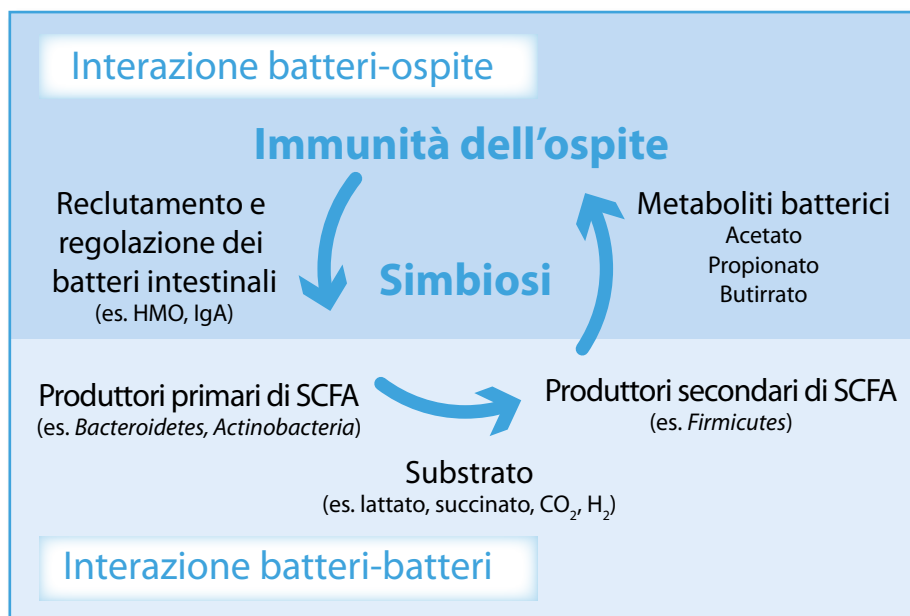 Interazione batteri-ospite
Immunità dell’ospite
Reclutamento e
regolazione dei
batteri intestinali
(es. HMO, IgA)
Metaboliti batterici
Acetato
Propionato
Butirrato
Simbiosi
Produttori primari di SCFA
(es. Bacteroidetes, Actinobacteria)
Produttori secondari di SCFA
(es. Firmicutes)
Substrato
(es. lattato, succinato, CO₂, H₂)
Interazione batteri-batteri